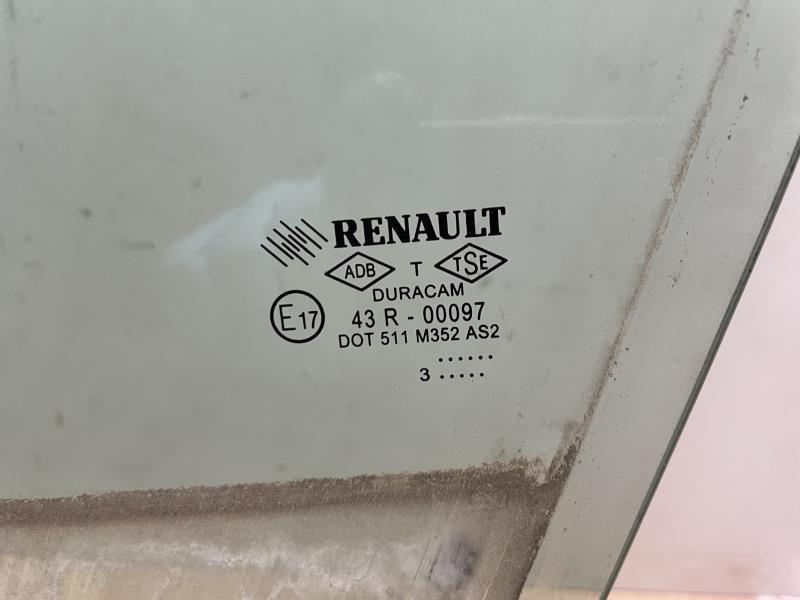 RENAULT
ADB T TSE
DURACAM
E17 43 R - 00097
DOT 511 M352 AS2
......
3 .....